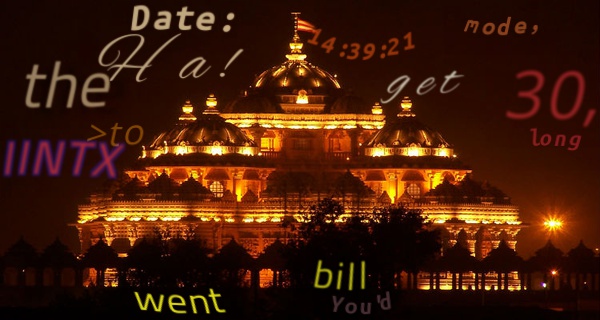 Date:
mode,
Ha!
14:39:21
the
get
30,
>to
long
IINTX
bill
went
You'd